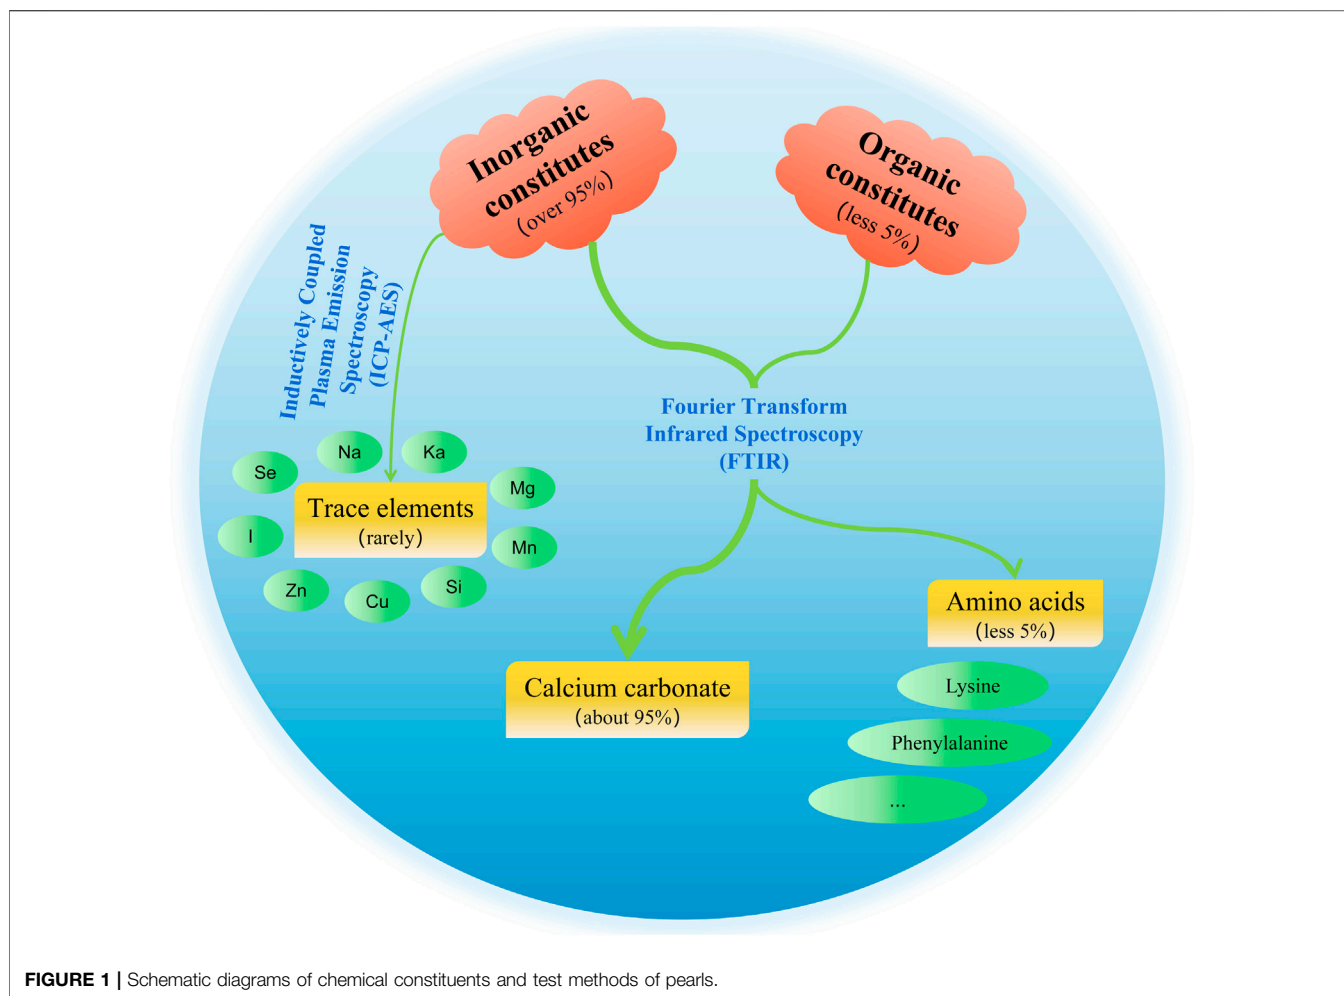 Inorganic
constitutes
(over 95%)
Organic
constitutes
(less 5%)
Inductively Coupled
Plasma Emission
Spectroscopy
(ICP-AES)
Fourier Transform
Infrared Spectroscopy
(FTIR)
Na
Ka
Se
Mg
Trace elements
(rarely)
I
Mn
Zn
Cu
Si
Amino acids
(less 5%)
Calcium carbonate
(about 95%)
Lysine
Phenylalanine
...
FIGURE 1 | Schematic diagrams of chemical constituents and test methods of pearls.